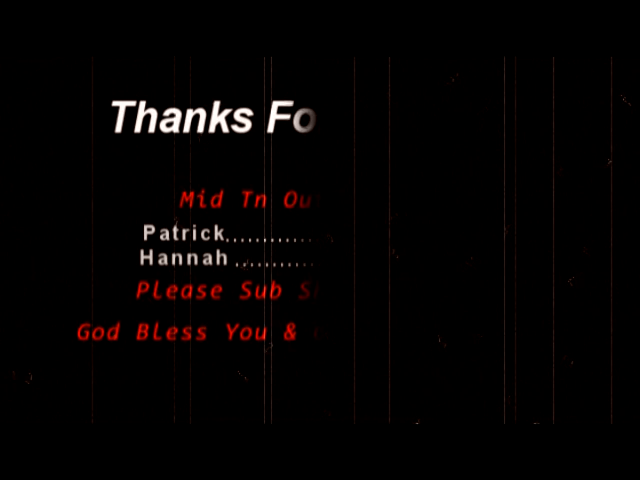 Thanks Fo
Mid Tn Ou
Patrick.............
Hannah ...........
Please Sub S
God Bless You &